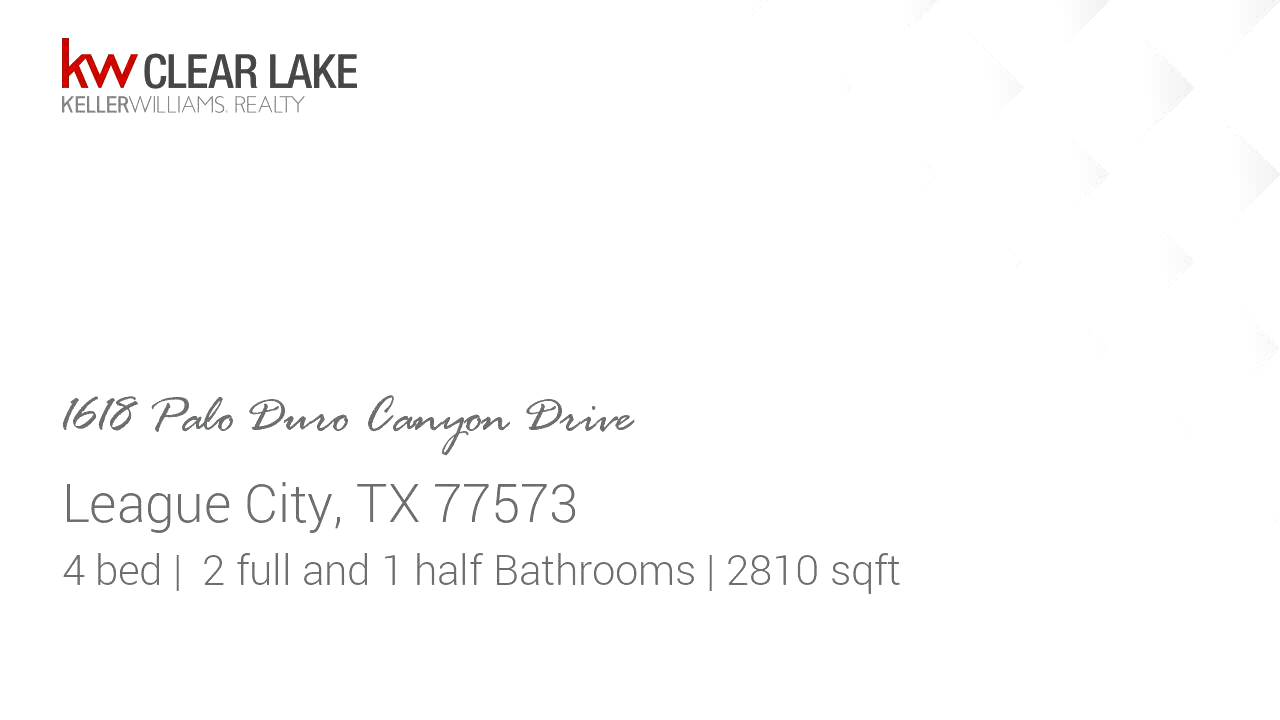 kw CLEAR LAKE
KELLERWILLIAMS. REALTY
1618 Palo Duro Canyon Drive
League City, TX 77573
4 bed | 2 full and 1 half Bathrooms | 2810 sqft